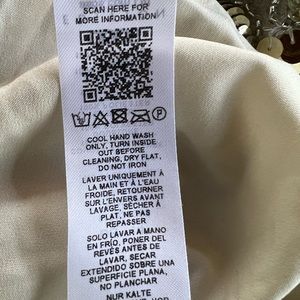 SCAN HERE FOR
MORE INFORMATION
COOL HAND WASH
ONLY, TURN INSIDE
OUT BEFORE
CLEANING, DRY FLAT,
DO NOT IRON
LAVER UNIQUEMENT À
LA MAIN ET À L'EAU
FROIDE, RETOURNER
SUR L'ENVERS AVANT
LAVAGE, SÉCHER À
PLAT, NE PAS
REPASSER
SOLO LAVAR A MANO
EN FRÍO, PONER DEL
REVÉS ANTES DEL
LAVADO, SECAR
EXTENDIDO SOBRE UNA
SUPERFICIE PLANA,
NO PLANCHAR
NUR KALTE